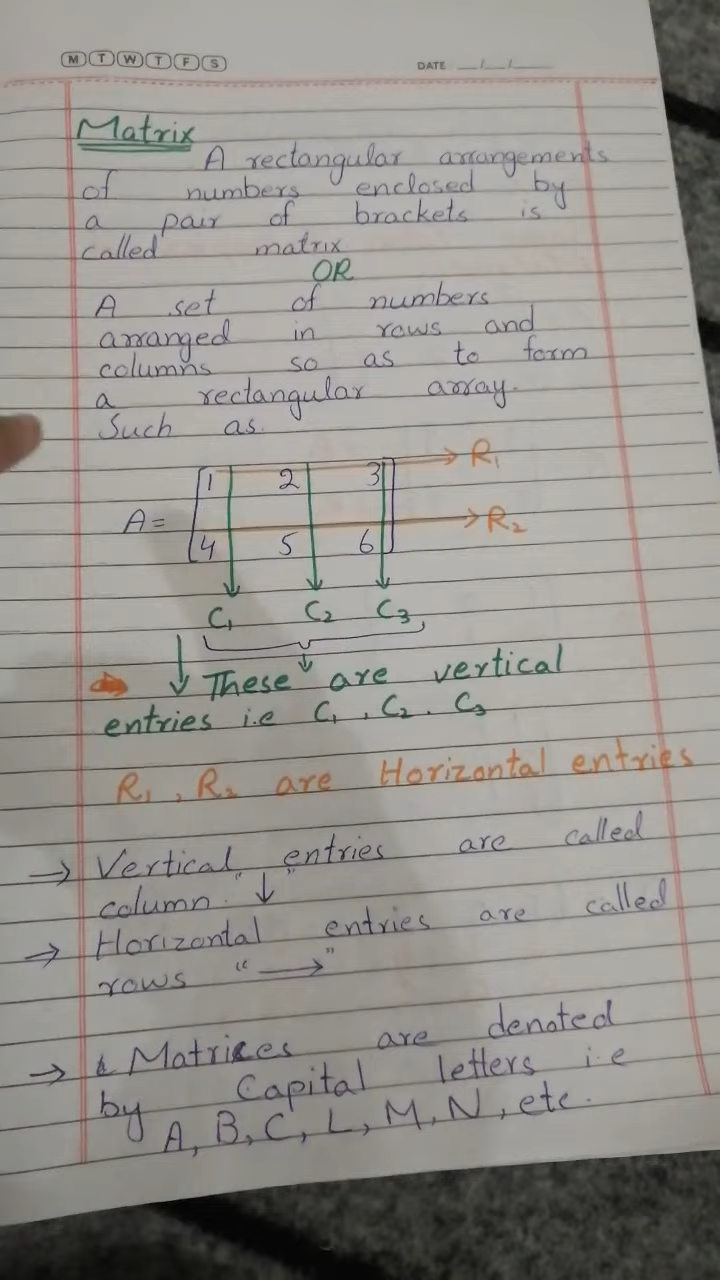 M T W T F S
DATE __/__/__
Matrix
A rectangular arrangements
of numbers enclosed by
a pair of brackets is
called matrix
OR
A set of numbers
arranged in rows and
columns so as to form
a rectangular array.
Such as.
1 2 3 → R₁
A =
4 5 6 → R₂
C₁ C₂ C₃
↓ These are vertical
entries i.e C₁, C₂, C₃
R₁, R₂ are Horizontal entries
→ Vertical entries are called
column "↓"
→ Horizontal entries are called
rows "→"
→ Matrices are denoted
by Capital letters i.e
A, B, C, L, M, N, etc.